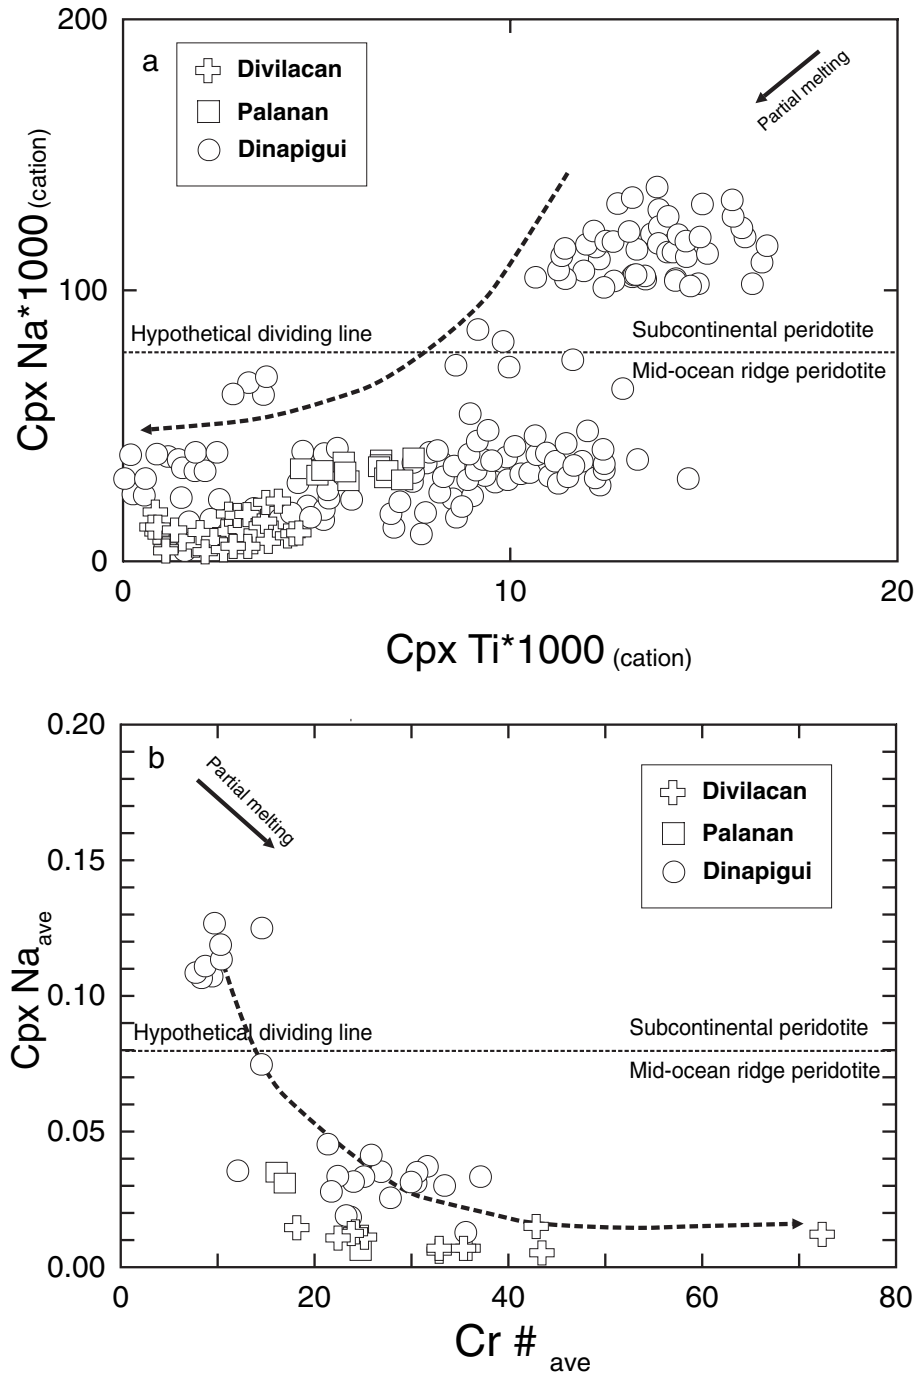 200
a
Divilacan
Palanan
Dinapigui
Partial melting
Cpx Na*1000 (cation)
100
Hypothetical dividing line
Subcontinental peridotite
Mid-ocean ridge peridotite
0
0
10
20
Cpx Ti*1000 (cation)
0.20
b
Partial melting
Divilacan
Palanan
Dinapigui
0.15
Cpx Na ave
0.10
Hypothetical dividing line
Subcontinental peridotite
Mid-ocean ridge peridotite
0.05
0.00
0
20
40
60
80
Cr # ave